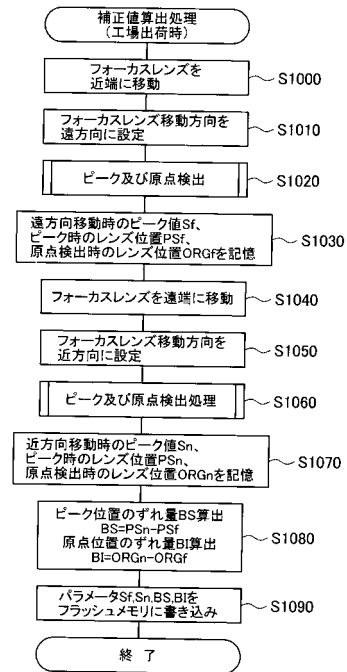 補正値算出処理
(工場出荷時)
フォーカスレンズを
近端に移動
S1000
フォーカスレンズ移動方向を
遠方向に設定
S1010
ピーク及び原点検出
S1020
遠方向移動時のピーク値Sf、
ピーク時のレンズ位置PSf、
原点検出時のレンズ位置ORGfを記憶
S1030
フォーカスレンズを遠端に移動
S1040
フォーカスレンズ移動方向を
近方向に設定
S1050
ピーク及び原点検出処理
S1060
近方向移動時のピーク値Sn、
ピーク時のレンズ位置PSn、
原点検出時のレンズ位置ORGnを記憶
S1070
ピーク位置のずれ量BS算出
BS=PSn-PSf
原点位置のずれ量BI算出
BI=ORGn-ORGf
S1080
パラメータSf,Sn,BS,BIを
フラッシュメモリに書き込み
S1090
終 了